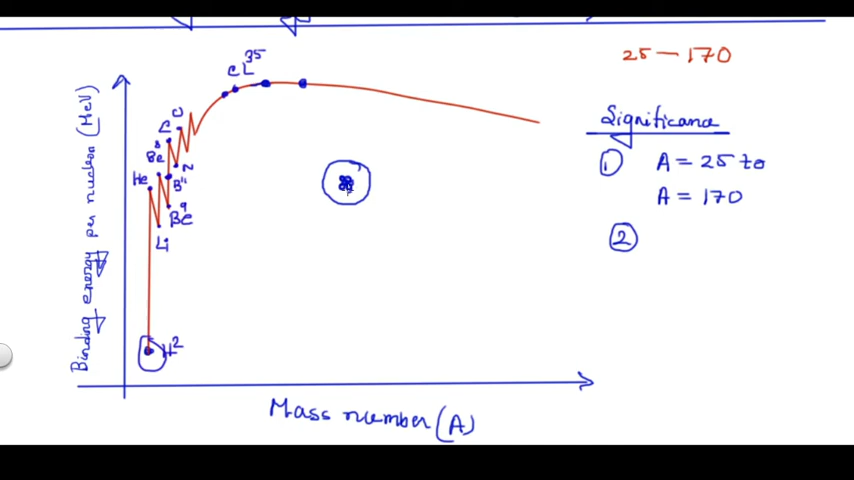 25 — 170
Cl³⁵
Significance
① A = 25 to
A = 170
②
O
C
Be⁸
N
He
B
Be⁹
Li
H²
Binding energy per nucleon (MeV)
Mass number (A)